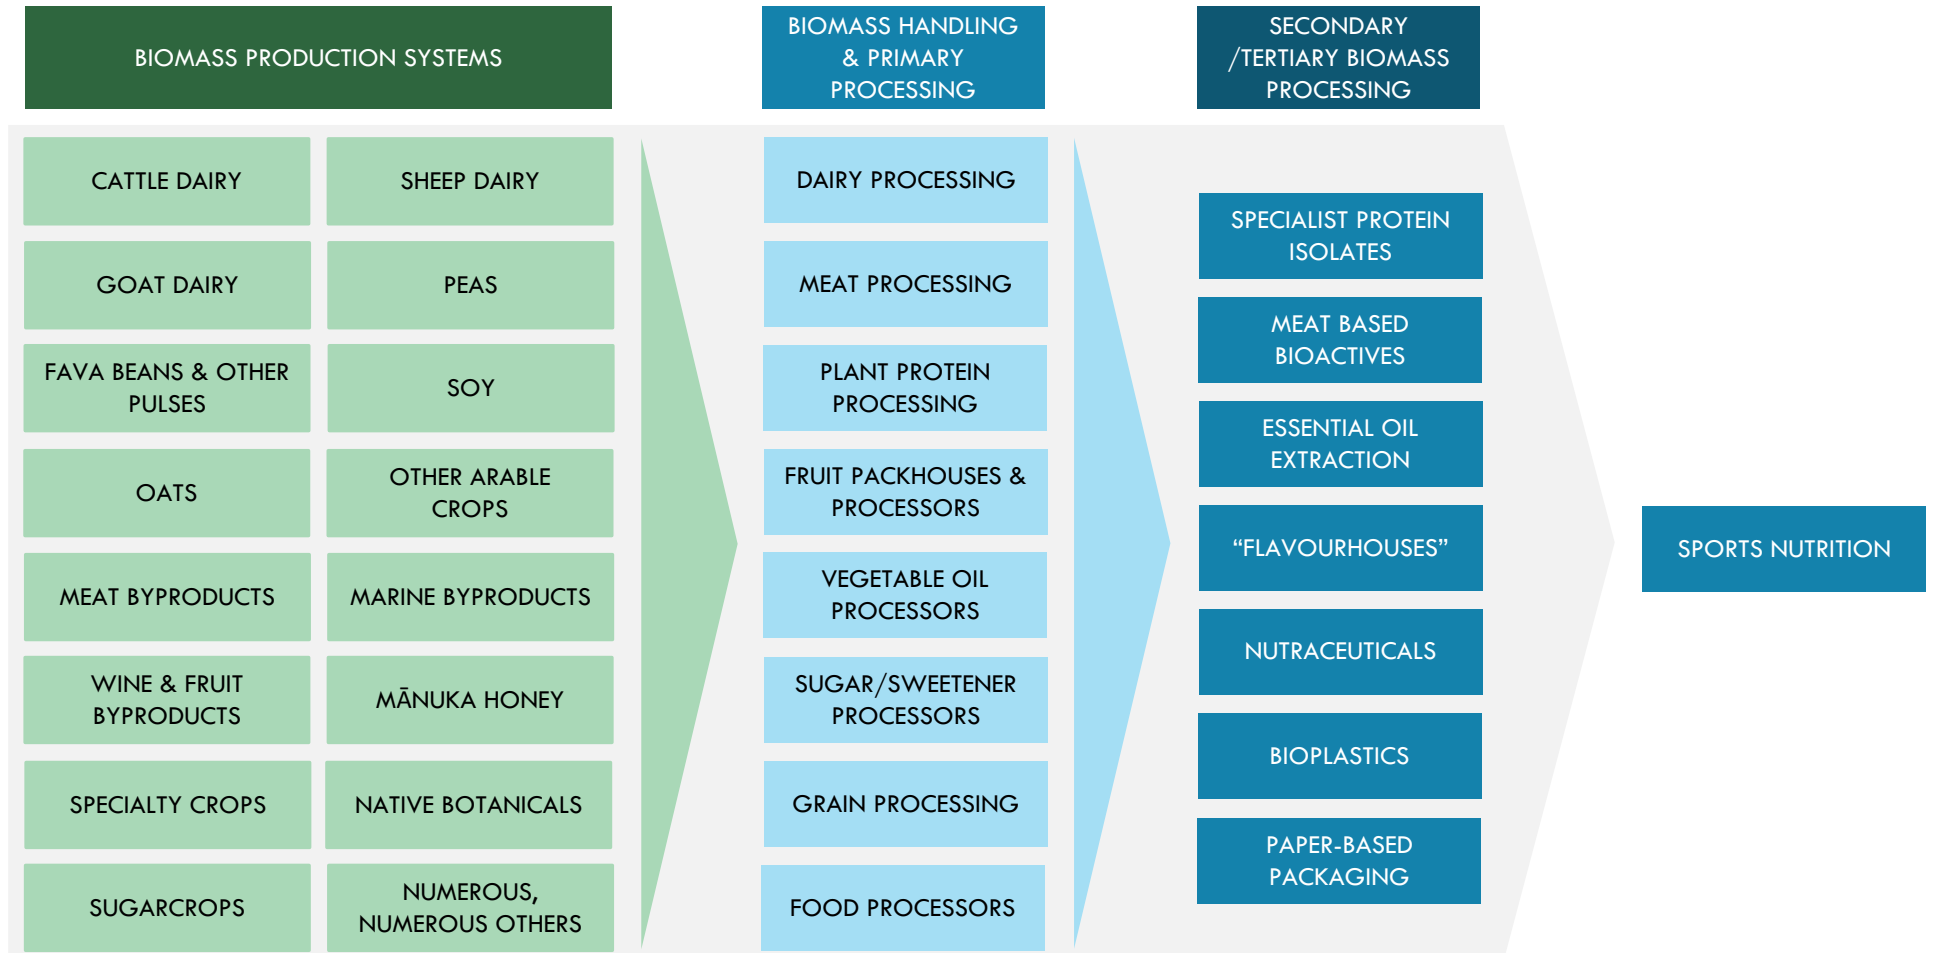 BIOMASS PRODUCTION SYSTEMS
BIOMASS HANDLING
& PRIMARY
PROCESSING
SECONDARY
/TERTIARY BIOMASS
PROCESSING
CATTLE DAIRY
SHEEP DAIRY
GOAT DAIRY
PEAS
FAVA BEANS & OTHER
PULSES
SOY
OATS
OTHER ARABLE
CROPS
MEAT BYPRODUCTS
MARINE BYPRODUCTS
WINE & FRUIT
BYPRODUCTS
MĀNUKA HONEY
SPECIALTY CROPS
NATIVE BOTANICALS
SUGARCROPS
NUMEROUS,
NUMEROUS OTHERS
DAIRY PROCESSING
MEAT PROCESSING
PLANT PROTEIN
PROCESSING
FRUIT PACKHOUSES &
PROCESSORS
VEGETABLE OIL
PROCESSORS
SUGAR/SWEETENER
PROCESSORS
GRAIN PROCESSING
FOOD PROCESSORS
SPECIALIST PROTEIN
ISOLATES
MEAT BASED
BIOACTIVES
ESSENTIAL OIL
EXTRACTION
“FLAVOURHOUSES”
NUTRACEUTICALS
BIOPLASTICS
PAPER-BASED
PACKAGING
SPORTS NUTRITION